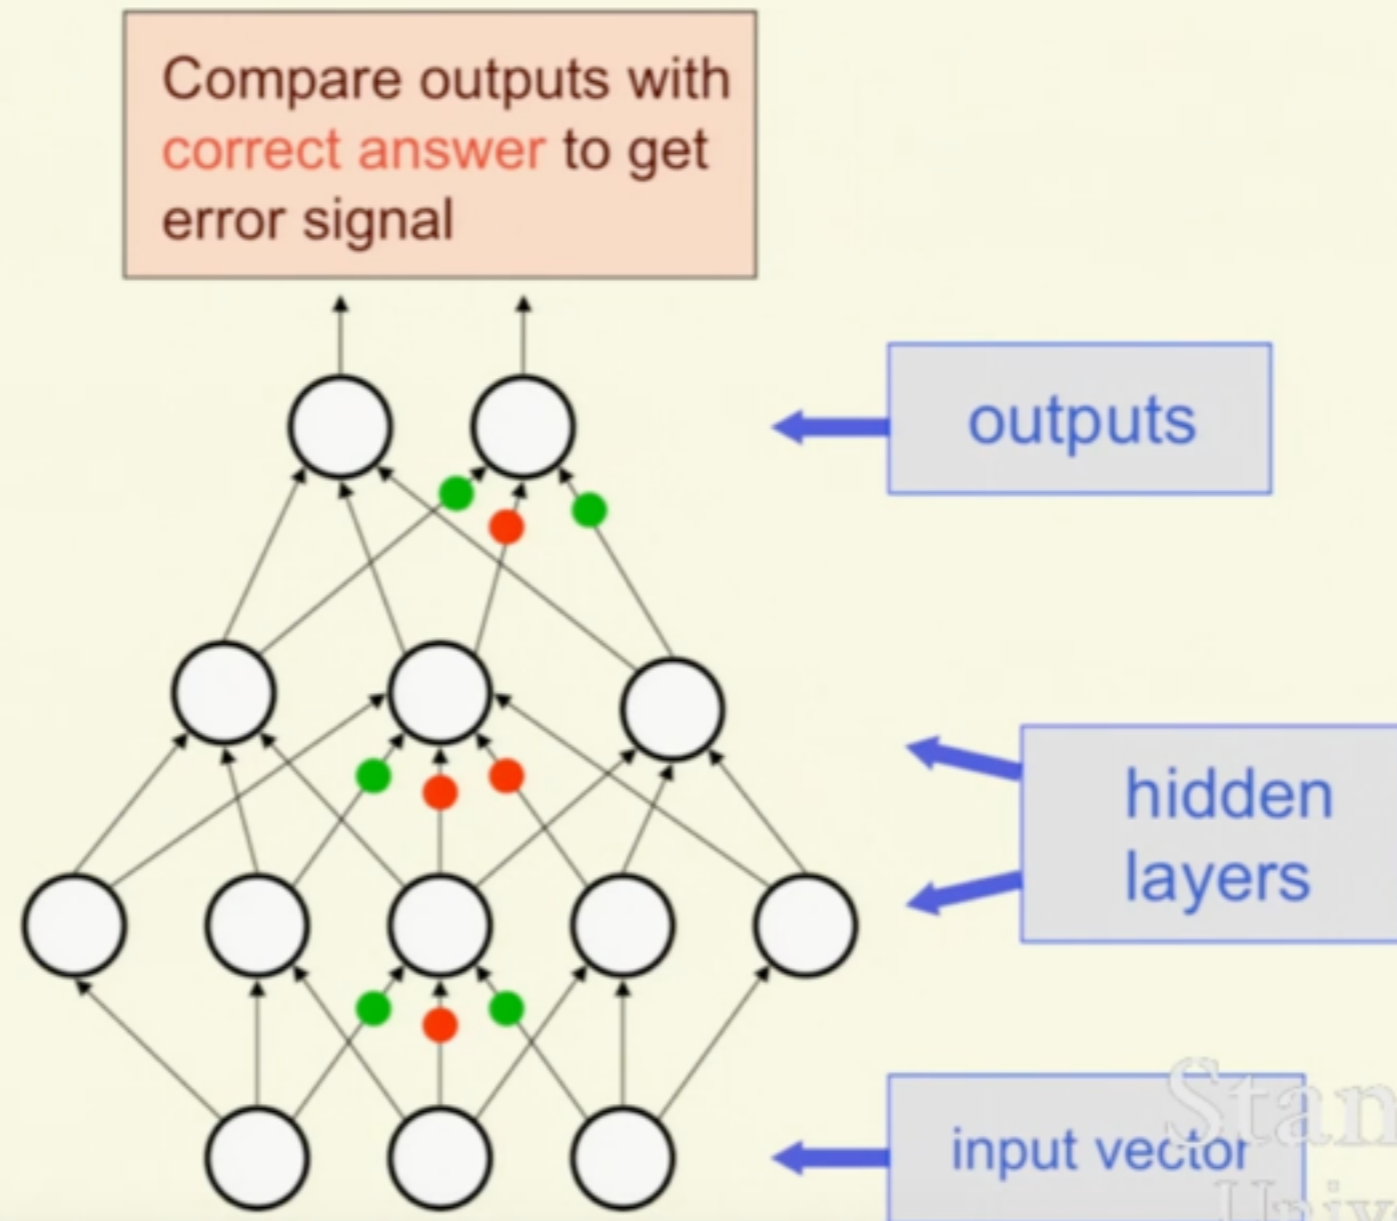 Compare outputs with
correct answer to get
error signal
outputs
hidden
layers
input vector